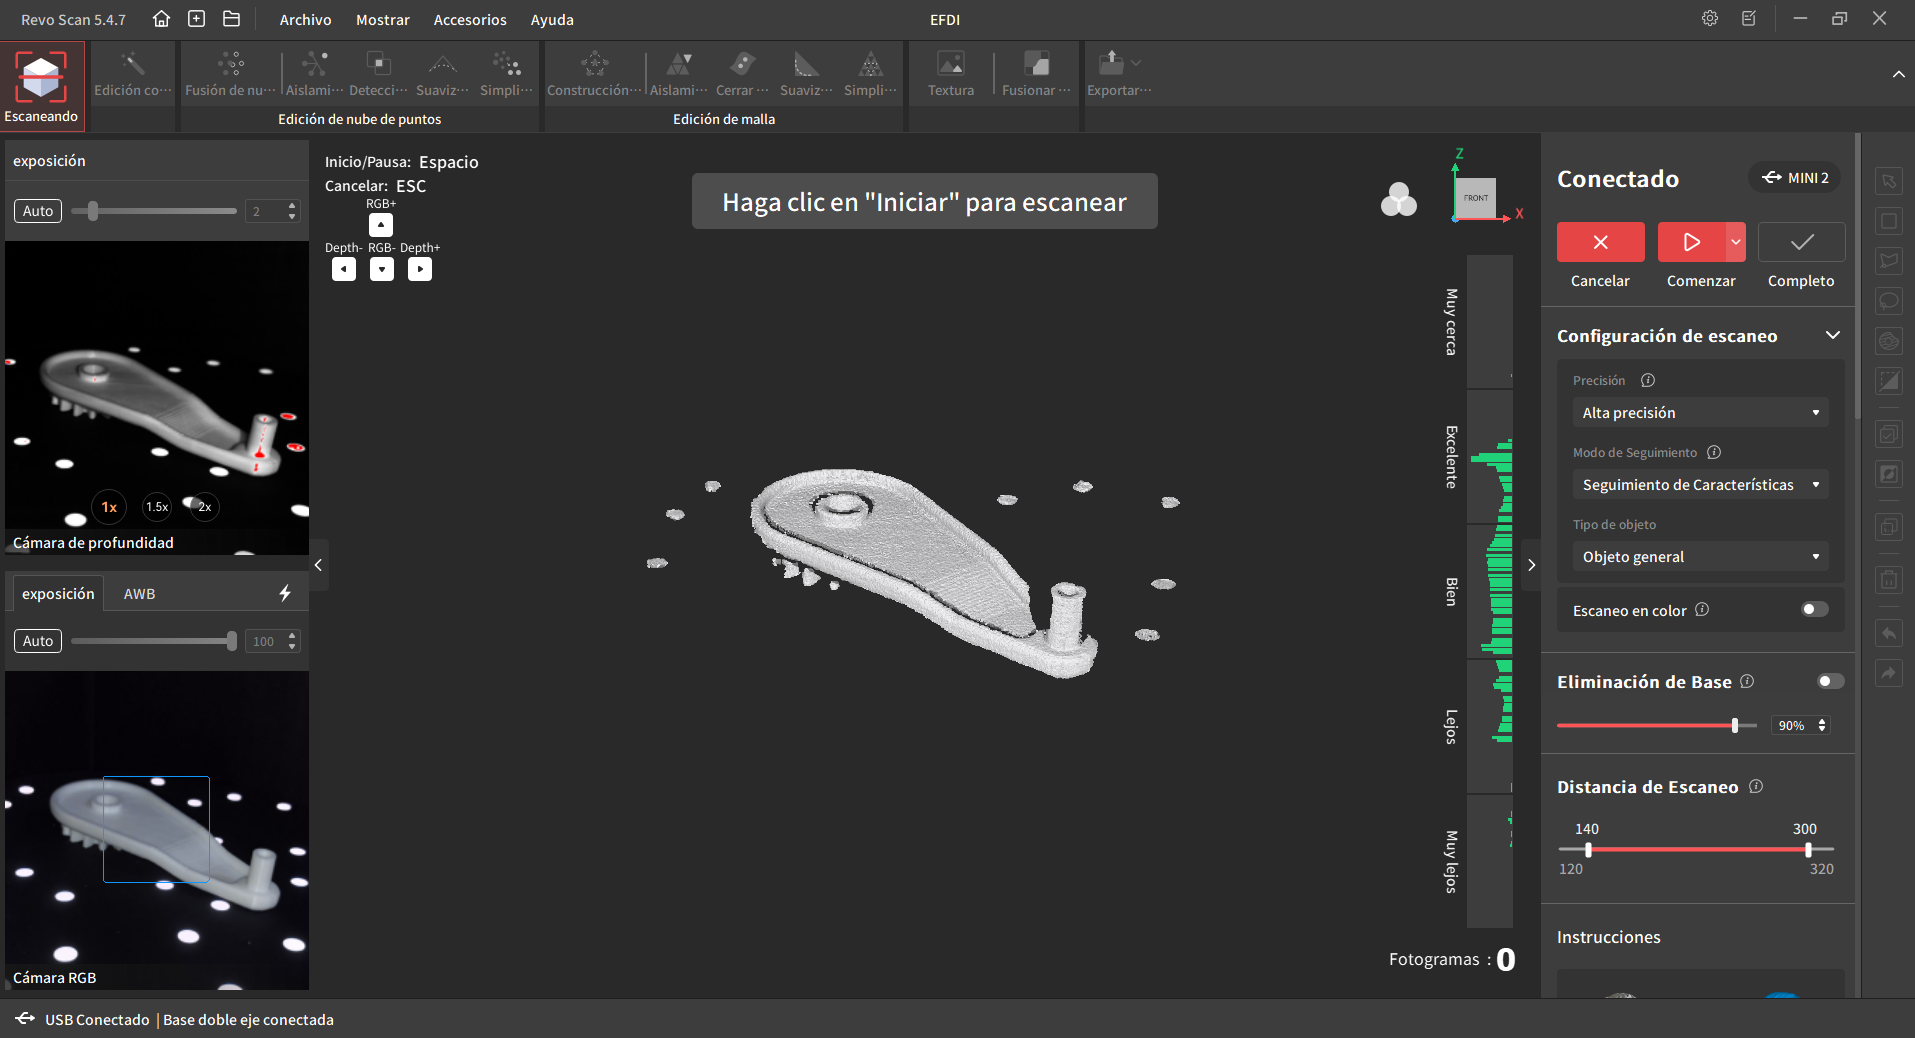 Revo Scan 5.4.7
Archivo Mostrar Accesorios Ayuda
EFDI
Escaneando
Edición co···
Fusión de nu··· Aislami··· Detecci··· Suaviz··· Simpli···
Edición de nube de puntos
Construcción··· Aislami··· Cerrar ··· Suaviz··· Simpli···
Edición de malla
Textura Fusionar ···
Exportar···
exposición
Auto 2
1x 1.5x 2x
Cámara de profundidad
exposición AWB
Auto 100
Cámara RGB
Inicio/Pausa: Espacio
Cancelar: ESC
RGB+
Depth- RGB- Depth+
Haga clic en "Iniciar" para escanear
Z
FRONT
X
Muy cerca
Excelente
Bien
Lejos
Muy lejos
Fotogramas : 0
Conectado MINI 2
Cancelar Comenzar Completo
Configuración de escaneo
Precisión
Alta precisión
Modo de Seguimiento
Seguimiento de Características
Tipo de objeto
Objeto general
Escaneo en color
Eliminación de Base
90%
Distancia de Escaneo
140 300
120 320
Instrucciones
USB Conectado | Base doble eje conectada